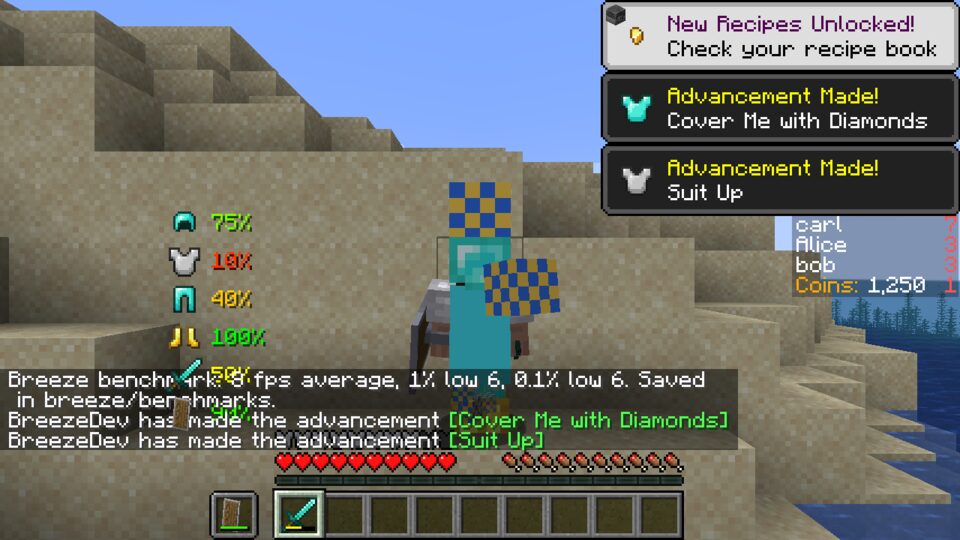 New Recipes Unlocked!
Check your recipe book
Advancement Made!
Cover Me with Diamonds
Advancement Made!
Suit Up
carl
Alice 3
bob
Coins: 1,250 1
75%
10%
40%
100%
50%
Breeze benchmark: 8 fps average, 1% low 6, 0.1% low 6. Saved
in breeze/benchmarks.
BreezeDev has made the advancement [Cover Me with Diamonds]
BreezeDev has made the advancement [Suit Up]